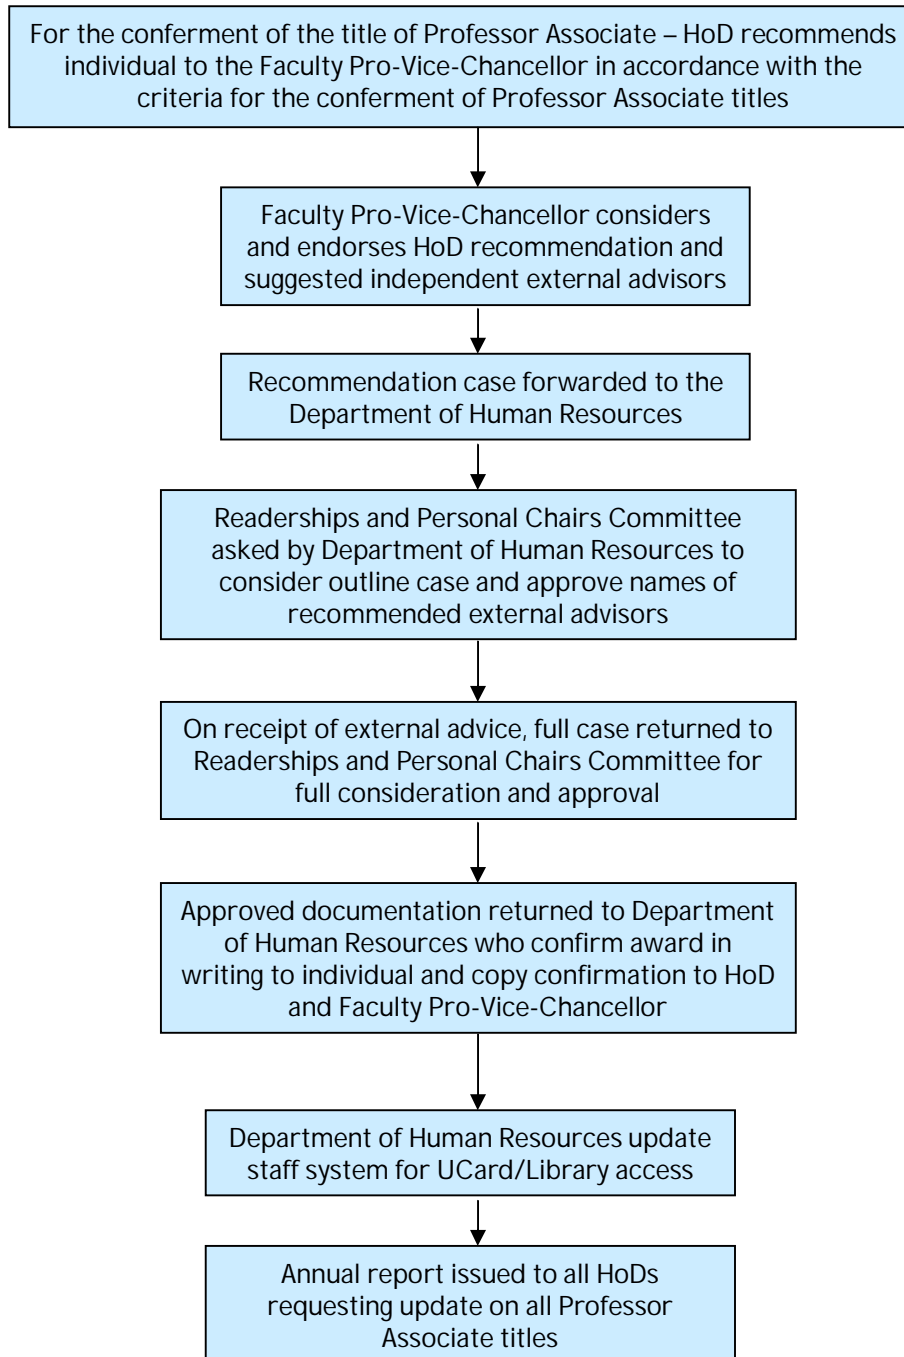 For the conferment of the title of Professor Associate – HoD recommends
individual to the Faculty Pro-Vice-Chancellor in accordance with the
criteria for the conferment of Professor Associate titles
Faculty Pro-Vice-Chancellor considers
and endorses HoD recommendation and
suggested independent external advisors
Recommendation case forwarded to the
Department of Human Resources
Readerships and Personal Chairs Committee
asked by Department of Human Resources to
consider outline case and approve names of
recommended external advisors
On receipt of external advice, full case returned to
Readerships and Personal Chairs Committee for
full consideration and approval
Approved documentation returned to Department
of Human Resources who confirm award in
writing to individual and copy confirmation to HoD
and Faculty Pro-Vice-Chancellor
Department of Human Resources update
staff system for UCard/Library access
Annual report issued to all HoDs
requesting update on all Professor
Associate titles